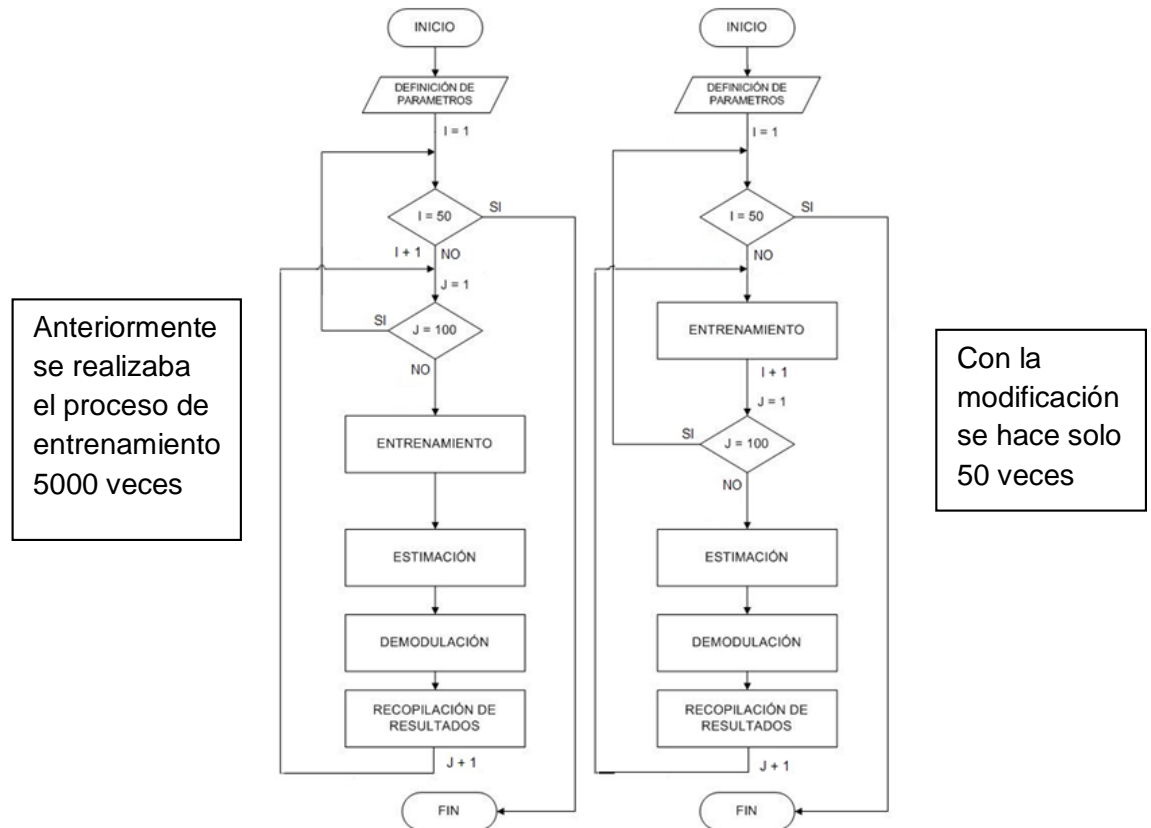 Anteriormente
se realizaba
el proceso de
entrenamiento
5000 veces
INICIO
DEFINICIÓN DE
PARAMETROS
I = 1
I = 50
SI
I + 1
NO
J = 1
SI
J = 100
NO
ENTRENAMIENTO
ESTIMACIÓN
DEMODULACIÓN
RECOPILACIÓN DE
RESULTADOS
J + 1
FIN
INICIO
DEFINICIÓN DE
PARAMETROS
I = 1
I = 50
SI
NO
ENTRENAMIENTO
I + 1
J = 1
SI
J = 100
NO
ESTIMACIÓN
DEMODULACIÓN
RECOPILACIÓN DE
RESULTADOS
J + 1
FIN
Con la
modificación
se hace solo
50 veces